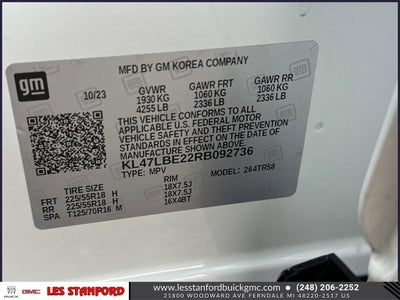 gm
MFD BY GM KOREA COMPANY
10/23 GVWR GAWR FRT GAWR RR
1930 KG 1060 KG 1060 KG
4255 LB 2336 LB 2336 LB
THIS VEHICLE CONFORMS TO ALL
APPLICABLE U.S. FEDERAL MOTOR
VEHICLE SAFETY AND THEFT
PREVENTION STANDARDS IN EFFECT
ON THE DATE OF MANUFACTURE
SHOWN ABOVE.
KL47LBE22RB092736
TYPE: MPV MODEL: 264TR58
TIRE SIZE RIM
FRT 225/55R18 H 18X7.5J
RR 225/55R18 H 18X7.5J
SPA T125/70R16 M 16X4BT
BUICK GMC LES STANFORD
www.lesstanfordbuickgmc.com (248) 206-2252
21800 WOODWARD AVE FERNDALE MI 48220-2517 US